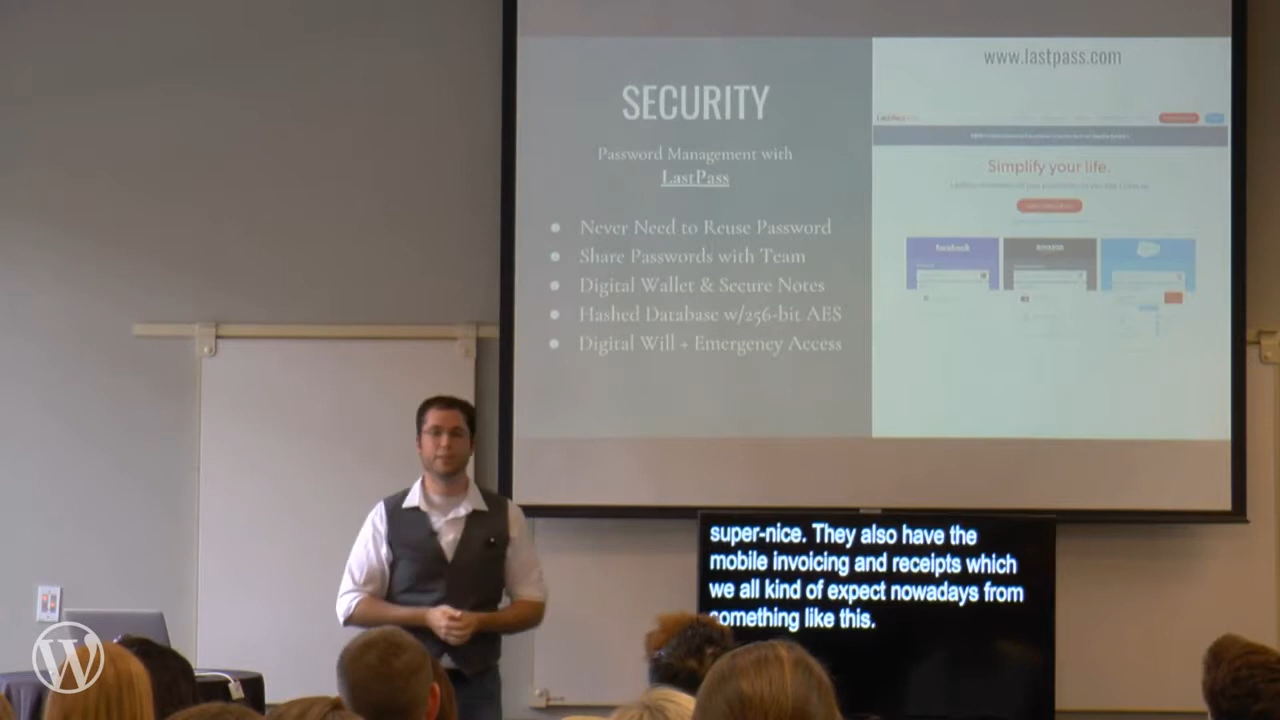 www.lastpass.com
SECURITY
Password Management with
LastPass
● Never Need to Reuse Password
● Share Passwords with Team
● Digital Wallet & Secure Notes
● Hashed Database w/256-bit AES
● Digital Will + Emergency Access
Simplify your life.
facebook
amazon
super-nice. They also have the
mobile invoicing and receipts which
we all kind of expect nowadays from
something like this.
W